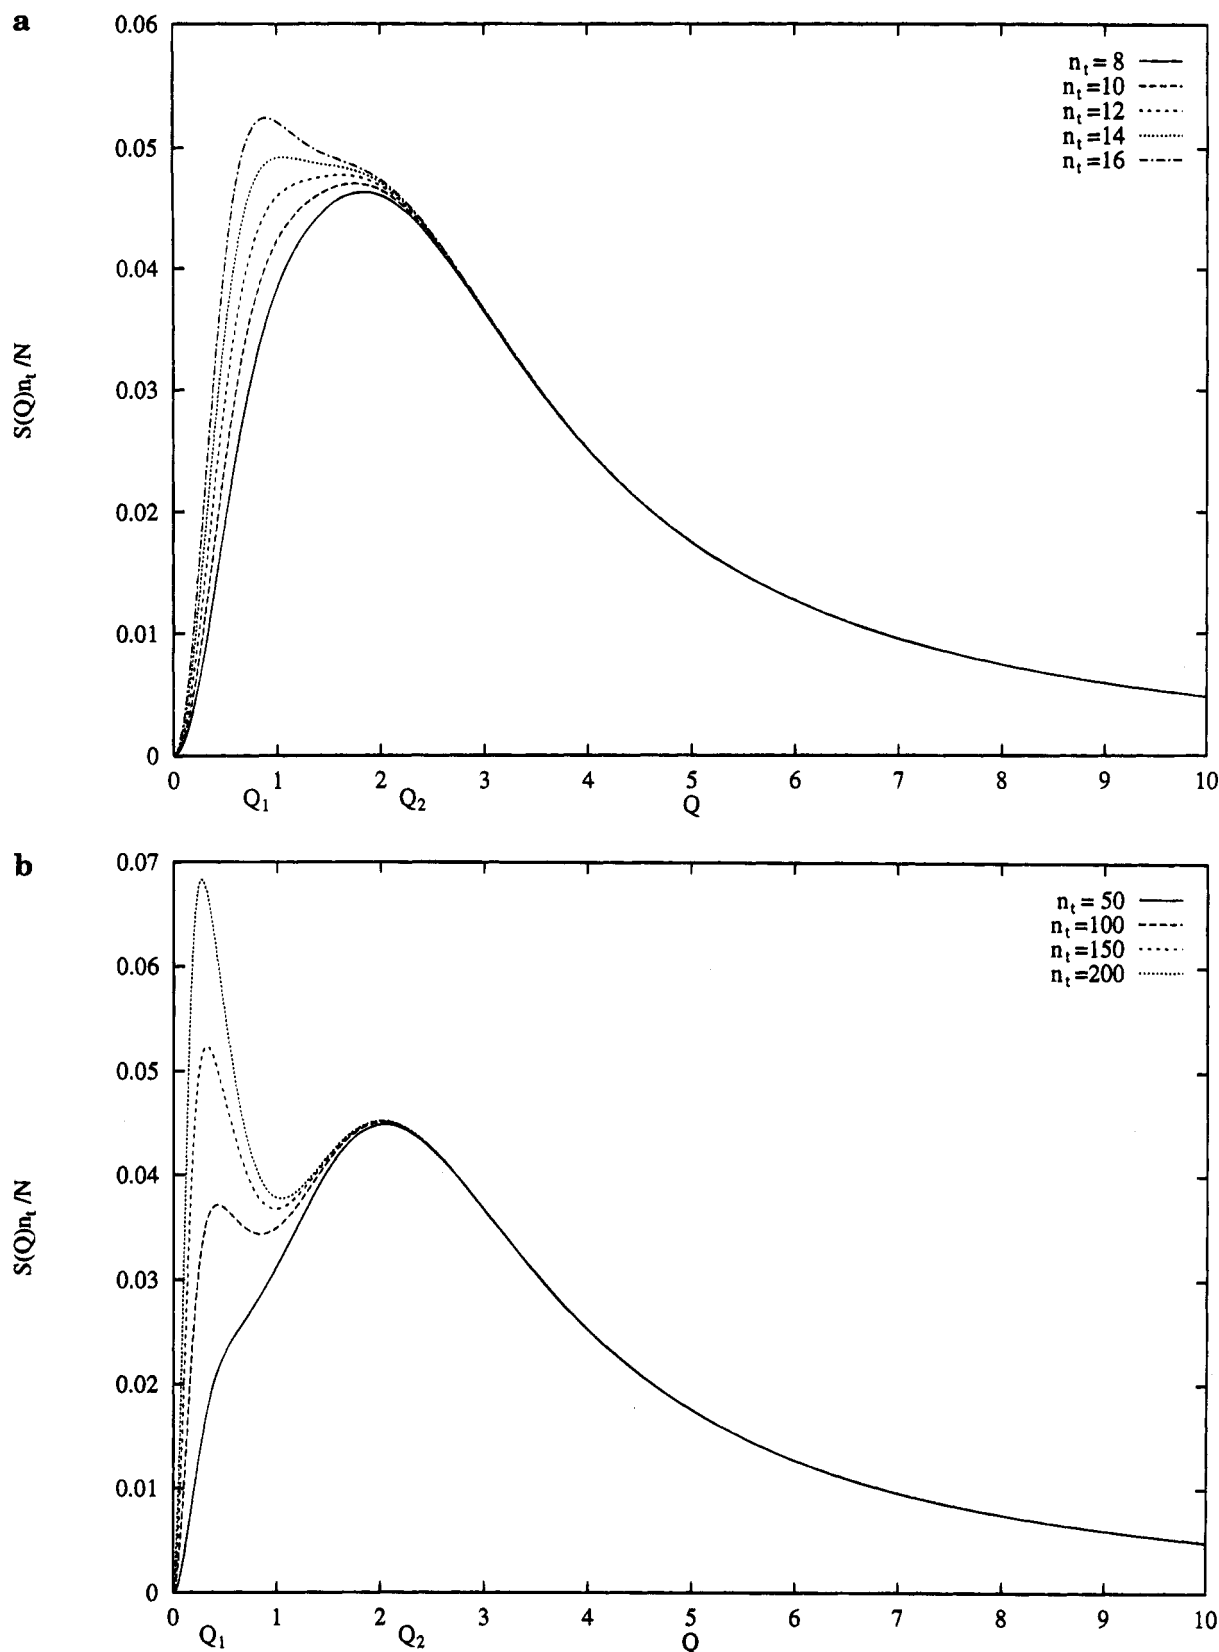 a
0.06
n_t = 8
n_t =10
n_t =12
n_t =14
n_t =16
0.05
0.04
S(Q)n_t /N
0.03
0.02
0.01
0
0 1 2 3 4 5 6 7 8 9 10
Q_1 Q_2 Q
b
0.07
n_t = 50
n_t =100
n_t =150
n_t =200
0.06
0.05
0.04
S(Q)n_t /N
0.03
0.02
0.01
0
0 1 2 3 4 5 6 7 8 9 10
Q_1 Q_2 Q